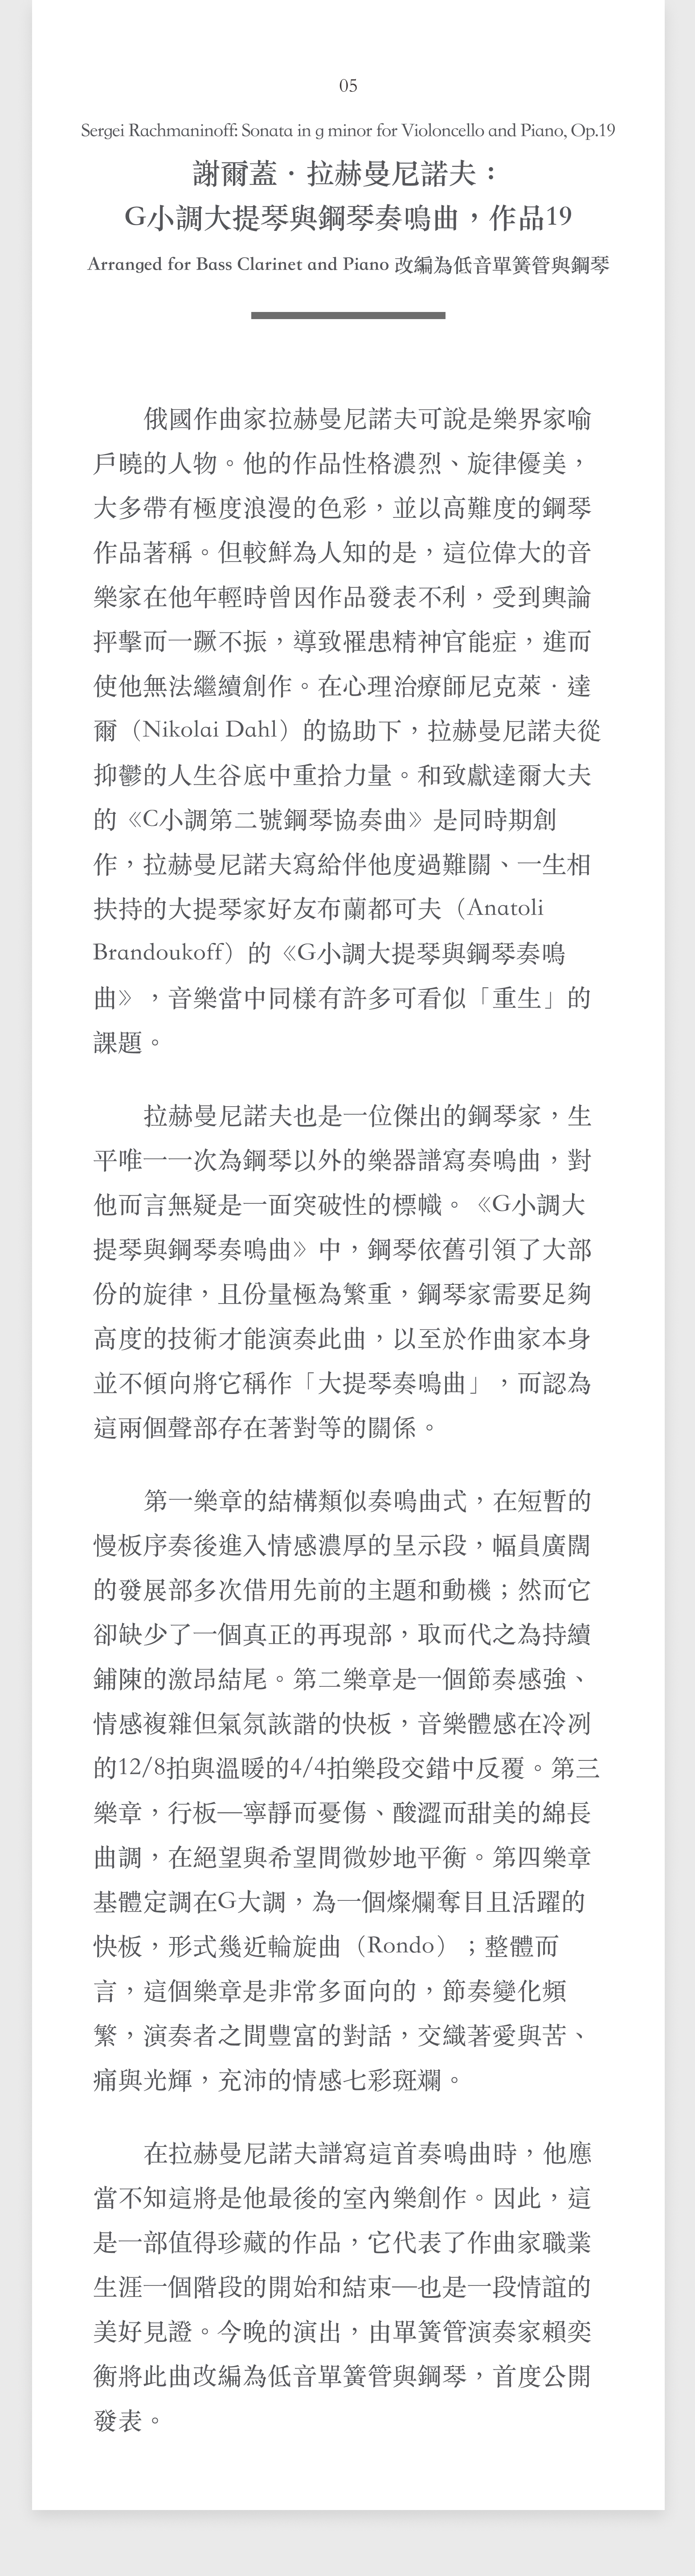 05
Sergei Rachmaninoff: Sonata in g minor for Violoncello and Piano, Op.19
謝爾蓋．拉赫曼尼諾夫：
G小調大提琴與鋼琴奏鳴曲，作品19
Arranged for Bass Clarinet and Piano 改編為低音單簧管與鋼琴
俄國作曲家拉赫曼尼諾夫可說是樂界家喻
戶曉的人物。他的作品性格濃烈、旋律優美，
大多帶有極度浪漫的色彩，並以高難度的鋼琴
作品著稱。但較鮮為人知的是，這位偉大的音
樂家在他年輕時曾因作品發表不利，受到輿論
抨擊而一蹶不振，導致罹患精神官能症，進而
使他無法繼續創作。在心理治療師尼克萊．達
爾（Nikolai Dahl）的協助下，拉赫曼尼諾夫從
抑鬱的人生谷底中重拾力量。和致獻達爾大夫
的《C小調第二號鋼琴協奏曲》是同時期創
作，拉赫曼尼諾夫寫給伴他度過難關、一生相
扶持的大提琴家好友布蘭都可夫（Anatoli
Brandoukoff）的《G小調大提琴與鋼琴奏鳴
曲》，音樂當中同樣有許多可看似「重生」的
課題。
拉赫曼尼諾夫也是一位傑出的鋼琴家，生
平唯一一次為鋼琴以外的樂器譜寫奏鳴曲，對
他而言無疑是一面突破性的標幟。《G小調大
提琴與鋼琴奏鳴曲》中，鋼琴依舊引領了大部
份的旋律，且份量極為繁重，鋼琴家需要足夠
高度的技術才能演奏此曲，以至於作曲家本身
並不傾向將它稱作「大提琴奏鳴曲」，而認為
這兩個聲部存在著對等的關係。
第一樂章的結構類似奏鳴曲式，在短暫的
慢板序奏後進入情感濃厚的呈示段，幅員廣闊
的發展部多次借用先前的主題和動機；然而它
卻缺少了一個真正的再現部，取而代之為持續
鋪陳的激昂結尾。第二樂章是一個節奏感強、
情感複雜但氣氛詼諧的快板，音樂體感在冷冽
的12/8拍與溫暖的4/4拍樂段交錯中反覆。第三
樂章，行板—寧靜而憂傷、酸澀而甜美的綿長
曲調，在絕望與希望間微妙地平衡。第四樂章
基體定調在G大調，為一個燦爛奪目且活躍的
快板，形式幾近輪旋曲（Rondo）；整體而
言，這個樂章是非常多面向的，節奏變化頻
繁，演奏者之間豐富的對話，交織著愛與苦、
痛與光輝，充沛的情感七彩斑斕。
在拉赫曼尼諾夫譜寫這首奏鳴曲時，他應
當不知這將是他最後的室內樂創作。因此，這
是一部值得珍藏的作品，它代表了作曲家職業
生涯一個階段的開始和結束—也是一段情誼的
美好見證。今晚的演出，由單簧管演奏家賴奕
衡將此曲改編為低音單簧管與鋼琴，首度公開
發表。